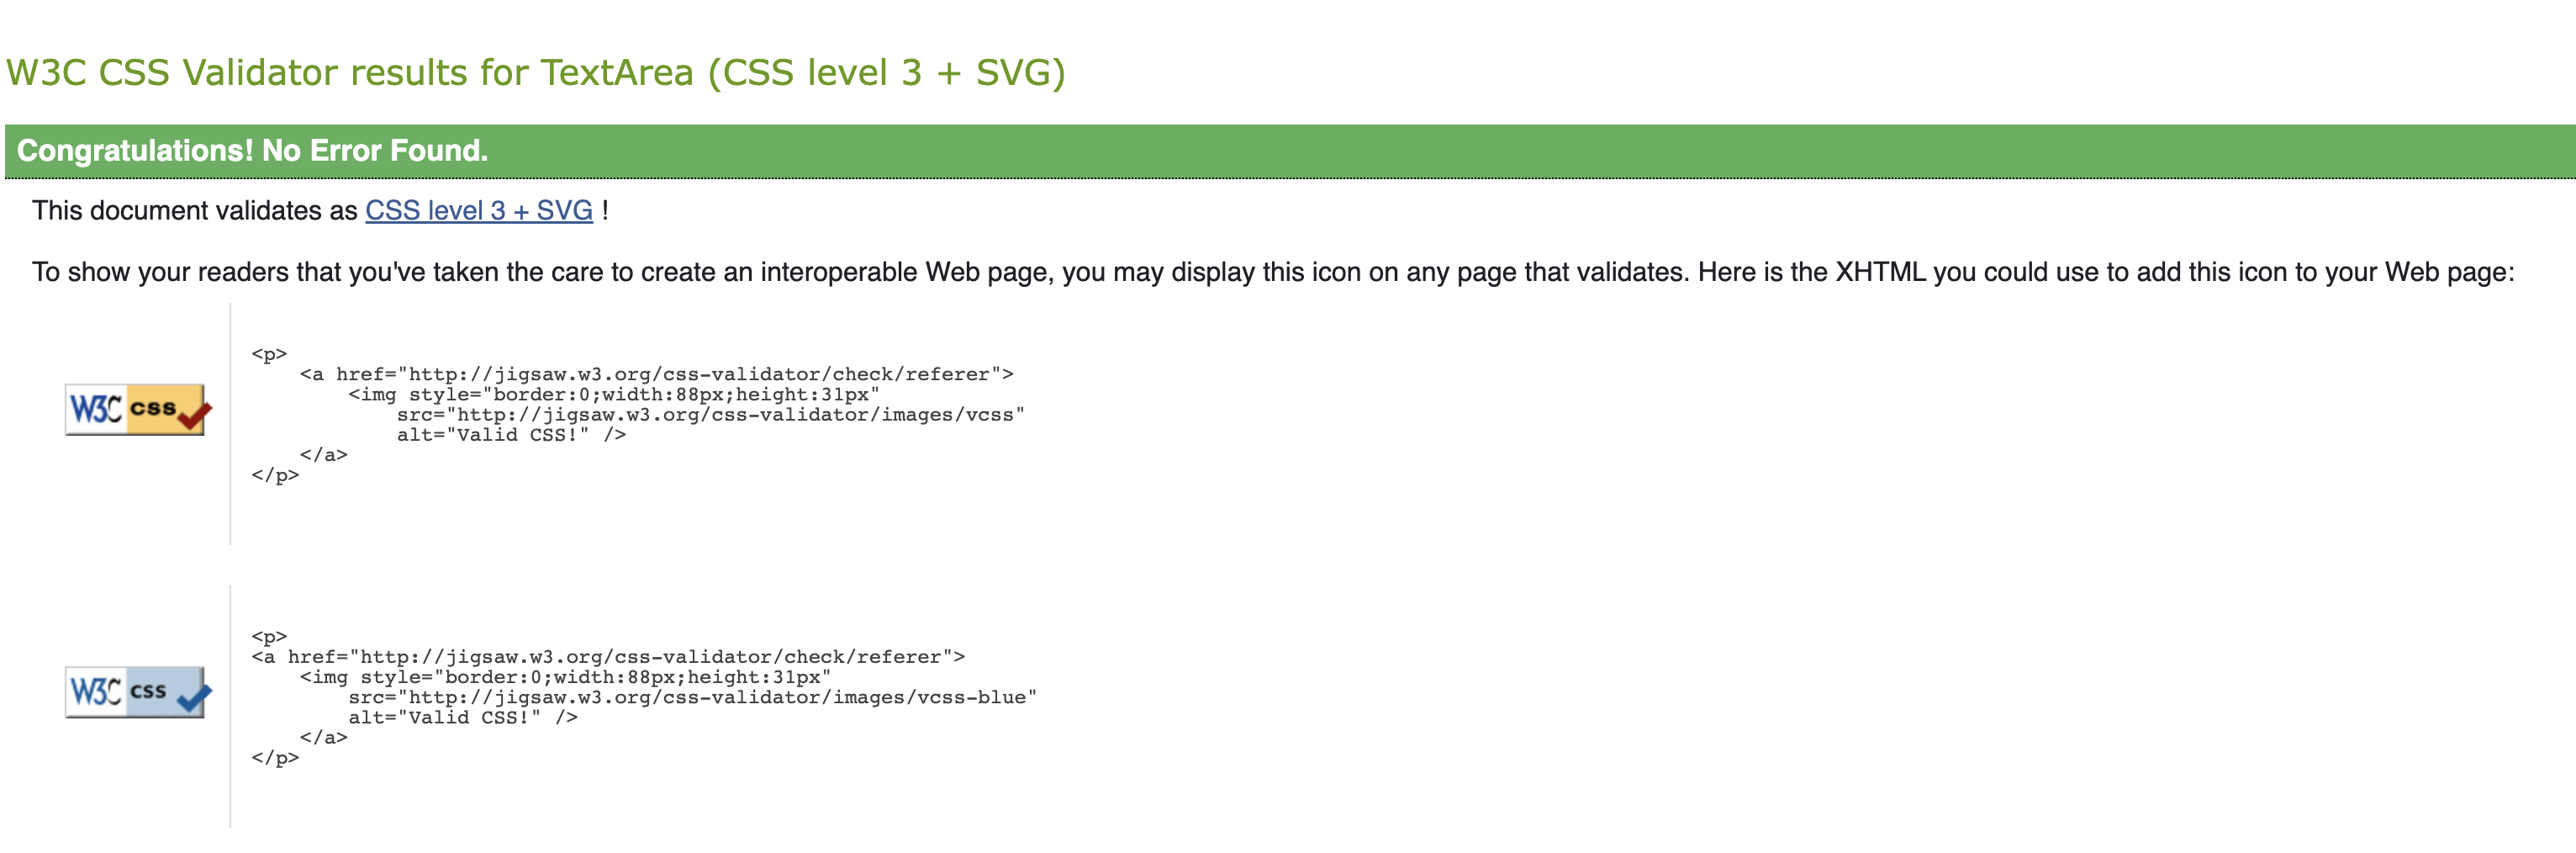 W3C CSS Validator results for TextArea (CSS level 3 + SVG)
Congratulations! No Error Found.
This document validates as CSS level 3 + SVG !
To show your readers that you've taken the care to create an interoperable Web page, you may display this icon on any page that validates. Here is the XHTML you could use to add this icon to your Web page:
W3C css
<p>
    <a href="http://jigsaw.w3.org/css-validator/check/referer">
        <img style="border:0;width:88px;height:31px"
            src="http://jigsaw.w3.org/css-validator/images/vcss"
            alt="Valid CSS!" />
    </a>
</p>
W3C css
<p>
<a href="http://jigsaw.w3.org/css-validator/check/referer">
    <img style="border:0;width:88px;height:31px"
        src="http://jigsaw.w3.org/css-validator/images/vcss-blue"
        alt="Valid CSS!" />
    </a>
</p>